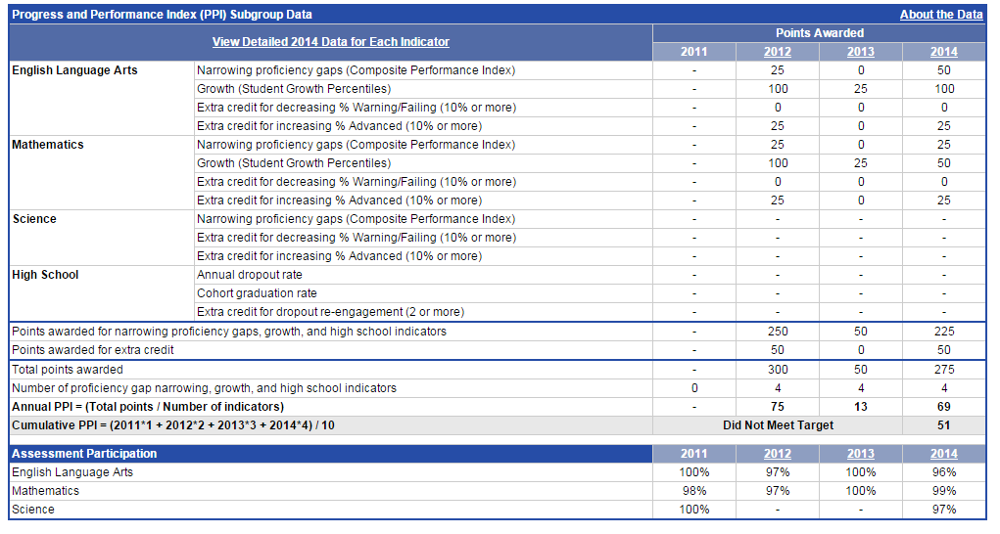 Progress and Performance Index (PPI) Subgroup Data About the Data
View Detailed 2014 Data for Each Indicator Points Awarded
2011 2012 2013 2014
English Language Arts Narrowing proficiency gaps (Composite Performance Index) - 25 0 50
Growth (Student Growth Percentiles) - 100 25 100
Extra credit for decreasing % Warning/Failing (10% or more) - 0 0 0
Extra credit for increasing % Advanced (10% or more) - 25 0 25
Mathematics Narrowing proficiency gaps (Composite Performance Index) - 25 0 25
Growth (Student Growth Percentiles) - 100 25 50
Extra credit for decreasing % Warning/Failing (10% or more) - 0 0 0
Extra credit for increasing % Advanced (10% or more) - 25 0 25
Science Narrowing proficiency gaps (Composite Performance Index) - - - -
Extra credit for decreasing % Warning/Failing (10% or more) - - - -
Extra credit for increasing % Advanced (10% or more) - - - -
High School Annual dropout rate - - - -
Cohort graduation rate - - - -
Extra credit for dropout re-engagement (2 or more) - - - -
Points awarded for narrowing proficiency gaps, growth, and high school indicators - 250 50 225
Points awarded for extra credit - 50 0 50
Total points awarded - 300 50 275
Number of proficiency gap narrowing, growth, and high school indicators 0 4 4 4
Annual PPI = (Total points / Number of indicators) - 75 13 69
Cumulative PPI = (2011*1 + 2012*2 + 2013*3 + 2014*4) / 10 Did Not Meet Target 51
Assessment Participation 2011 2012 2013 2014
English Language Arts 100% 97% 100% 96%
Mathematics 98% 97% 100% 99%
Science 100% - - 97%